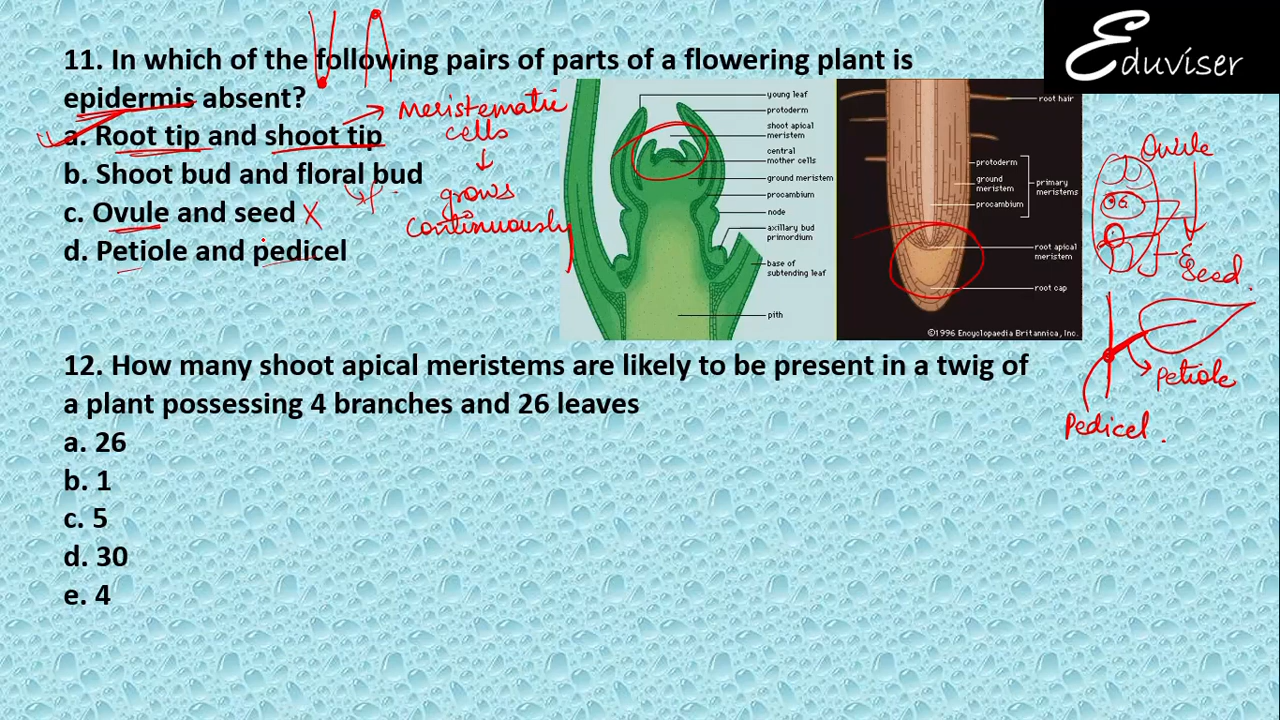 Eduviser
11. In which of the following pairs of parts of a flowering plant is
epidermis absent?
a. Root tip and shoot tip
b. Shoot bud and floral bud
c. Ovule and seed X
d. Petiole and pedicel
Meristematic
cells
grows
continuously
young leaf
protoderm
shoot apical
meristem
central
mother cells
ground meristem
procambium
node
axillary bud
primordium
base of
subtending leaf
pith
root hair
protoderm
ground
meristem
procambium
primary
meristems
root apical
meristem
root cap
©1996 Encyclopaedia Britannica, Inc.
Ovule
Seed.
Petiole
Pedicel.
12. How many shoot apical meristems are likely to be present in a twig of
a plant possessing 4 branches and 26 leaves
a. 26
b. 1
c. 5
d. 30
e. 4